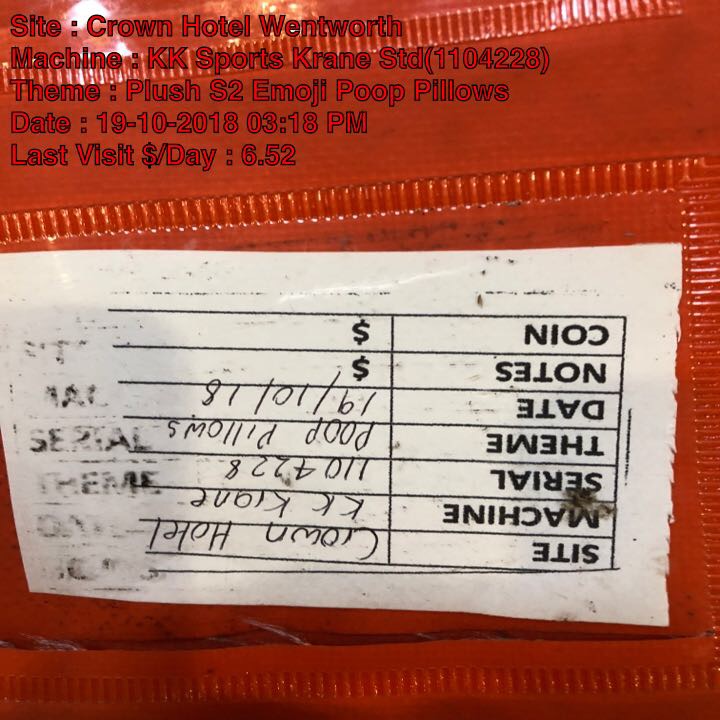 Site : Crown Hotel Wentworth
Machine : KK Sports Krane Std(1104228)
Theme : Plush S2 Emoji Poop Pillows
Date : 19-10-2018 03:18 PM
Last Visit $/Day : 6.52
SITE Crown Hotel
MACHINE KK Krane
SERIAL 1104228
THEME Poop Pillows
DATE 19/10/18
NOTES $
COIN $
SERIAL
THEME